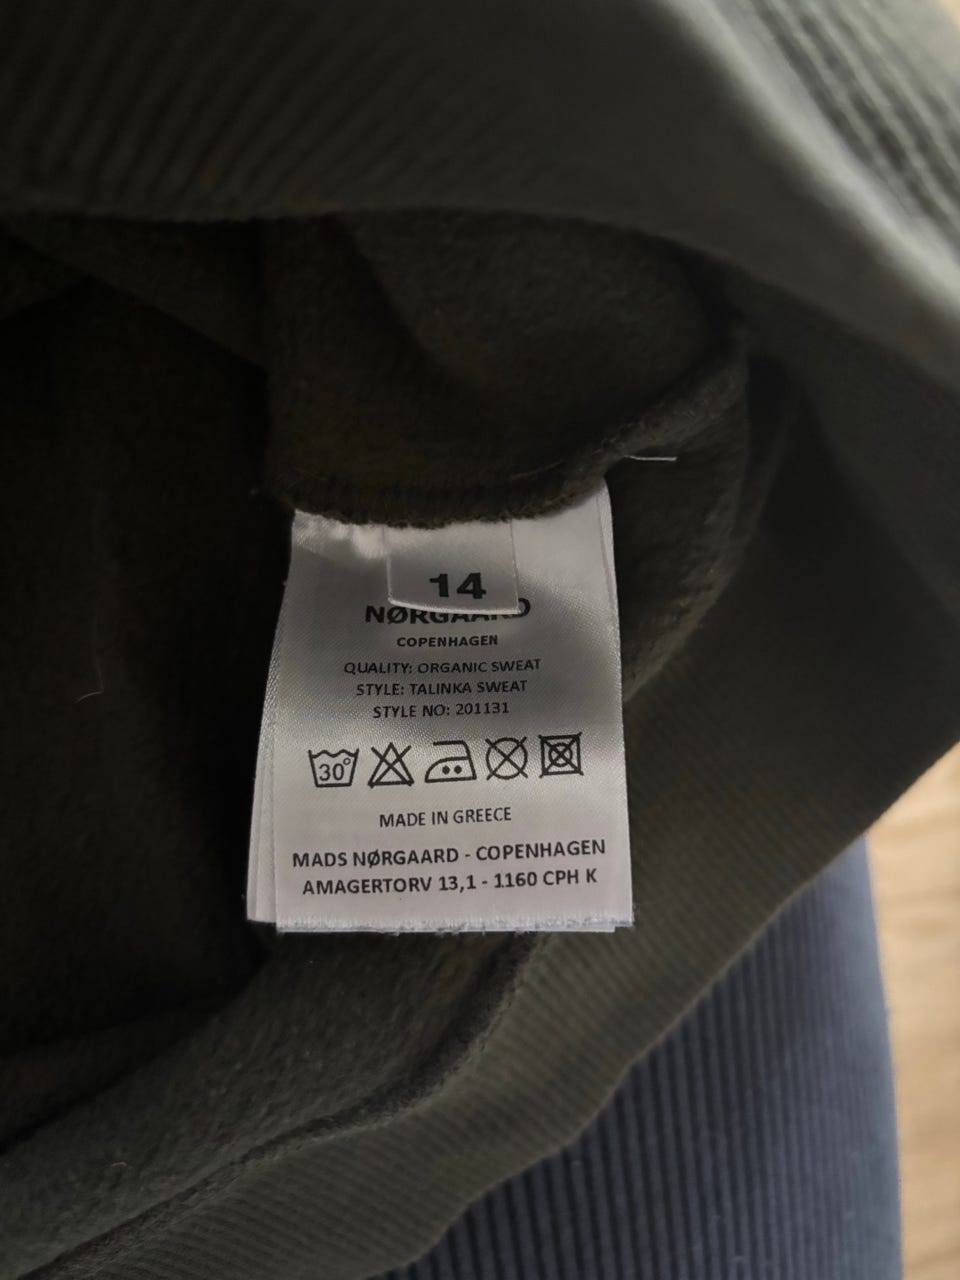 14
NØRGAARD
COPENHAGEN
QUALITY: ORGANIC SWEAT
STYLE: TALINKA SWEAT
STYLE NO: 201131
30°
MADE IN GREECE
MADS NØRGAARD - COPENHAGEN
AMAGERTORV 13,1 - 1160 CPH K